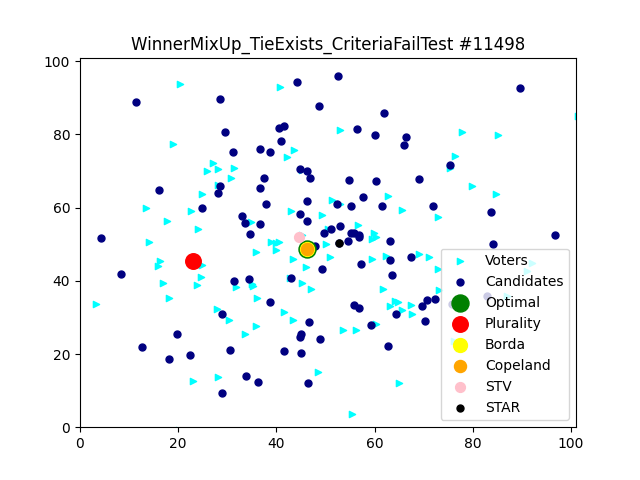 WinnerMixUp_TieExists_CriteriaFailTest #11498
100
80
60
40
20
0
0
20
40
60
80
100
Voters
Candidates
Optimal
Plurality
Borda
Copeland
STV
STAR